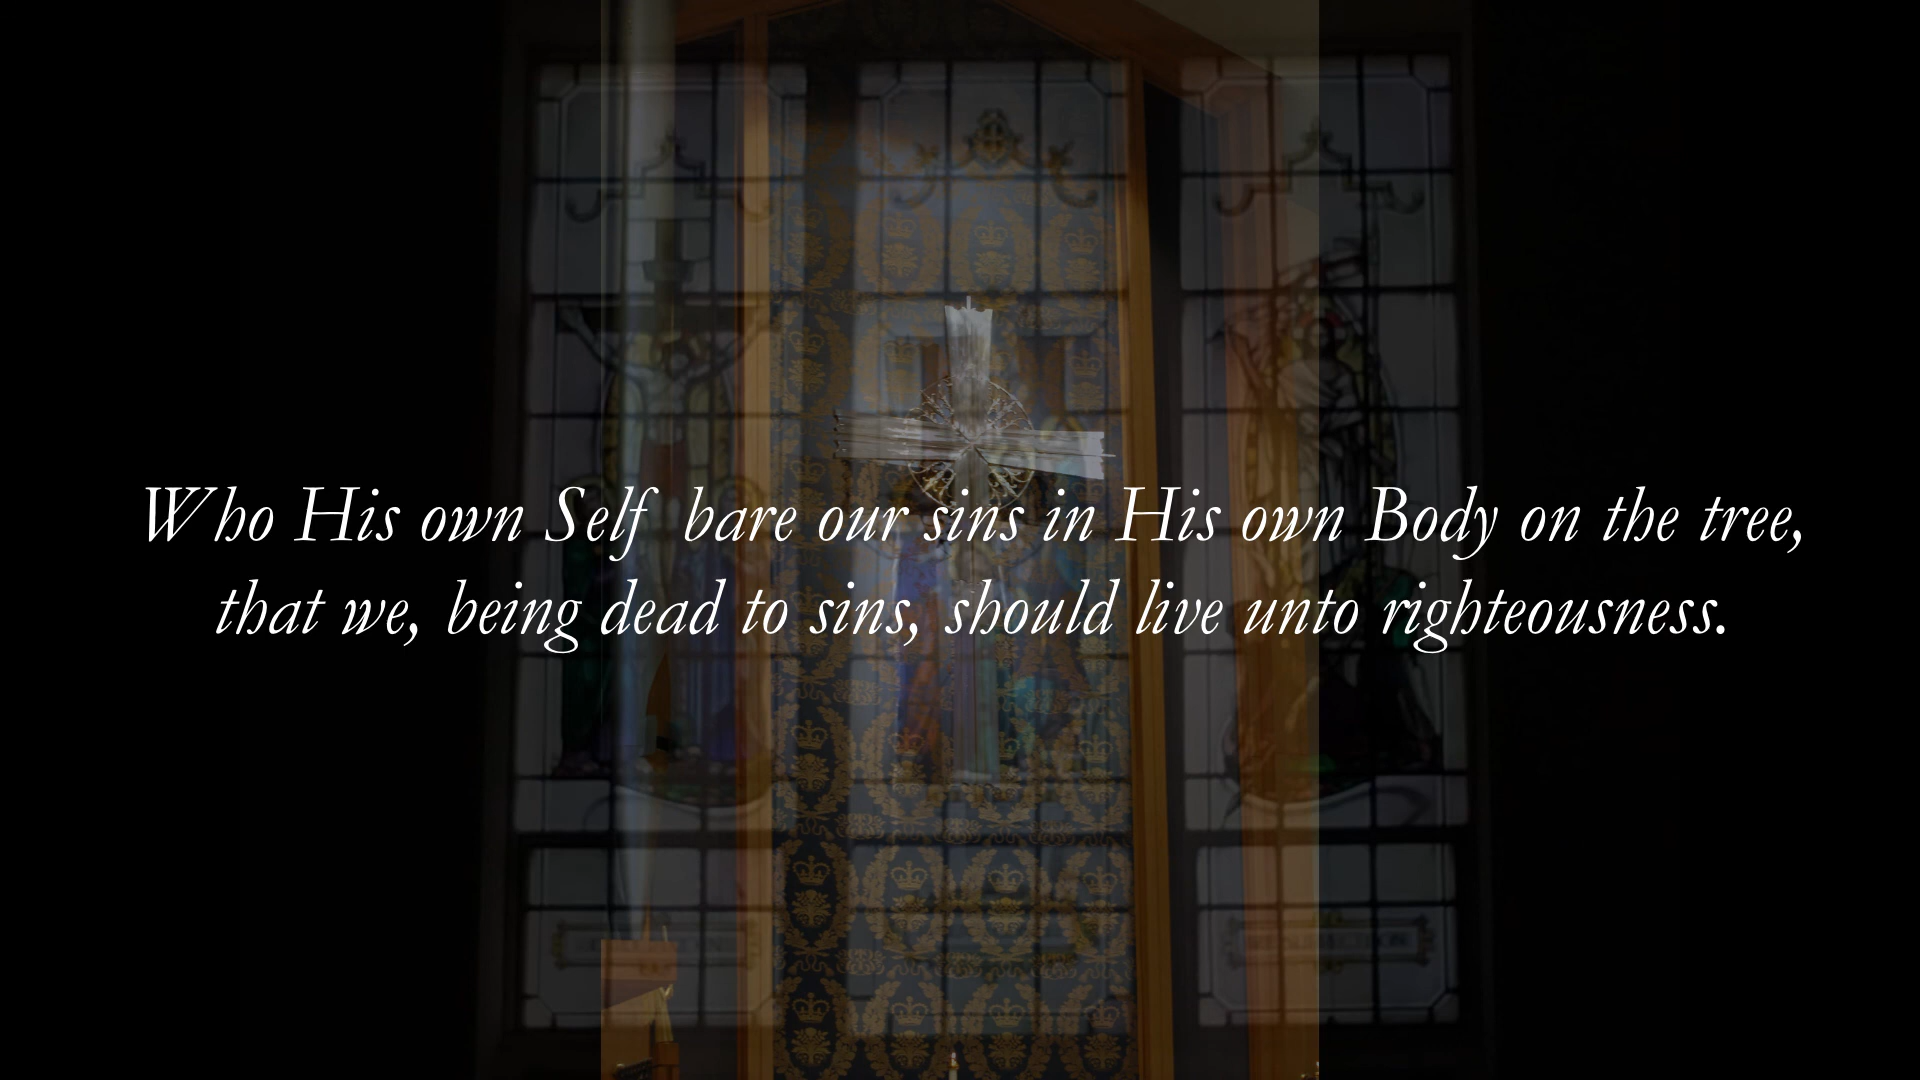 Who His own Self bare our sins in His own Body on the tree,
that we, being dead to sins, should live unto righteousness.